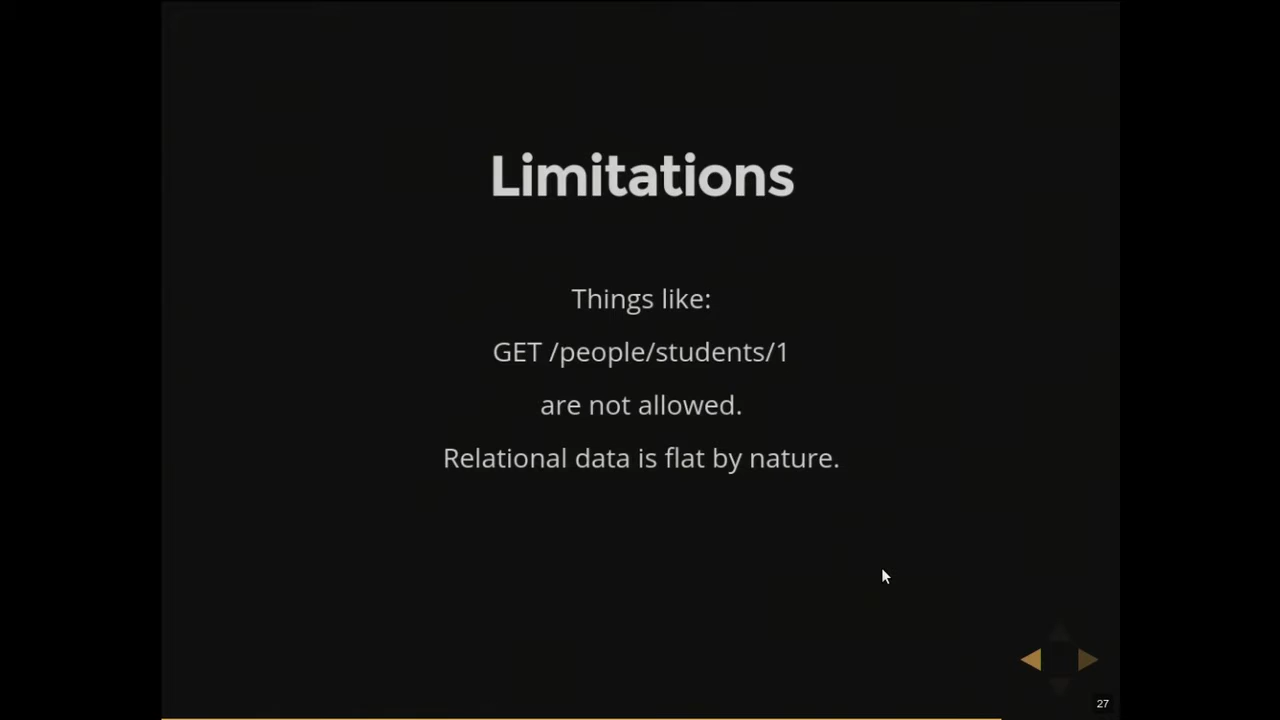 Limitations
Things like:
GET /people/students/1
are not allowed.
Relational data is flat by nature.
27